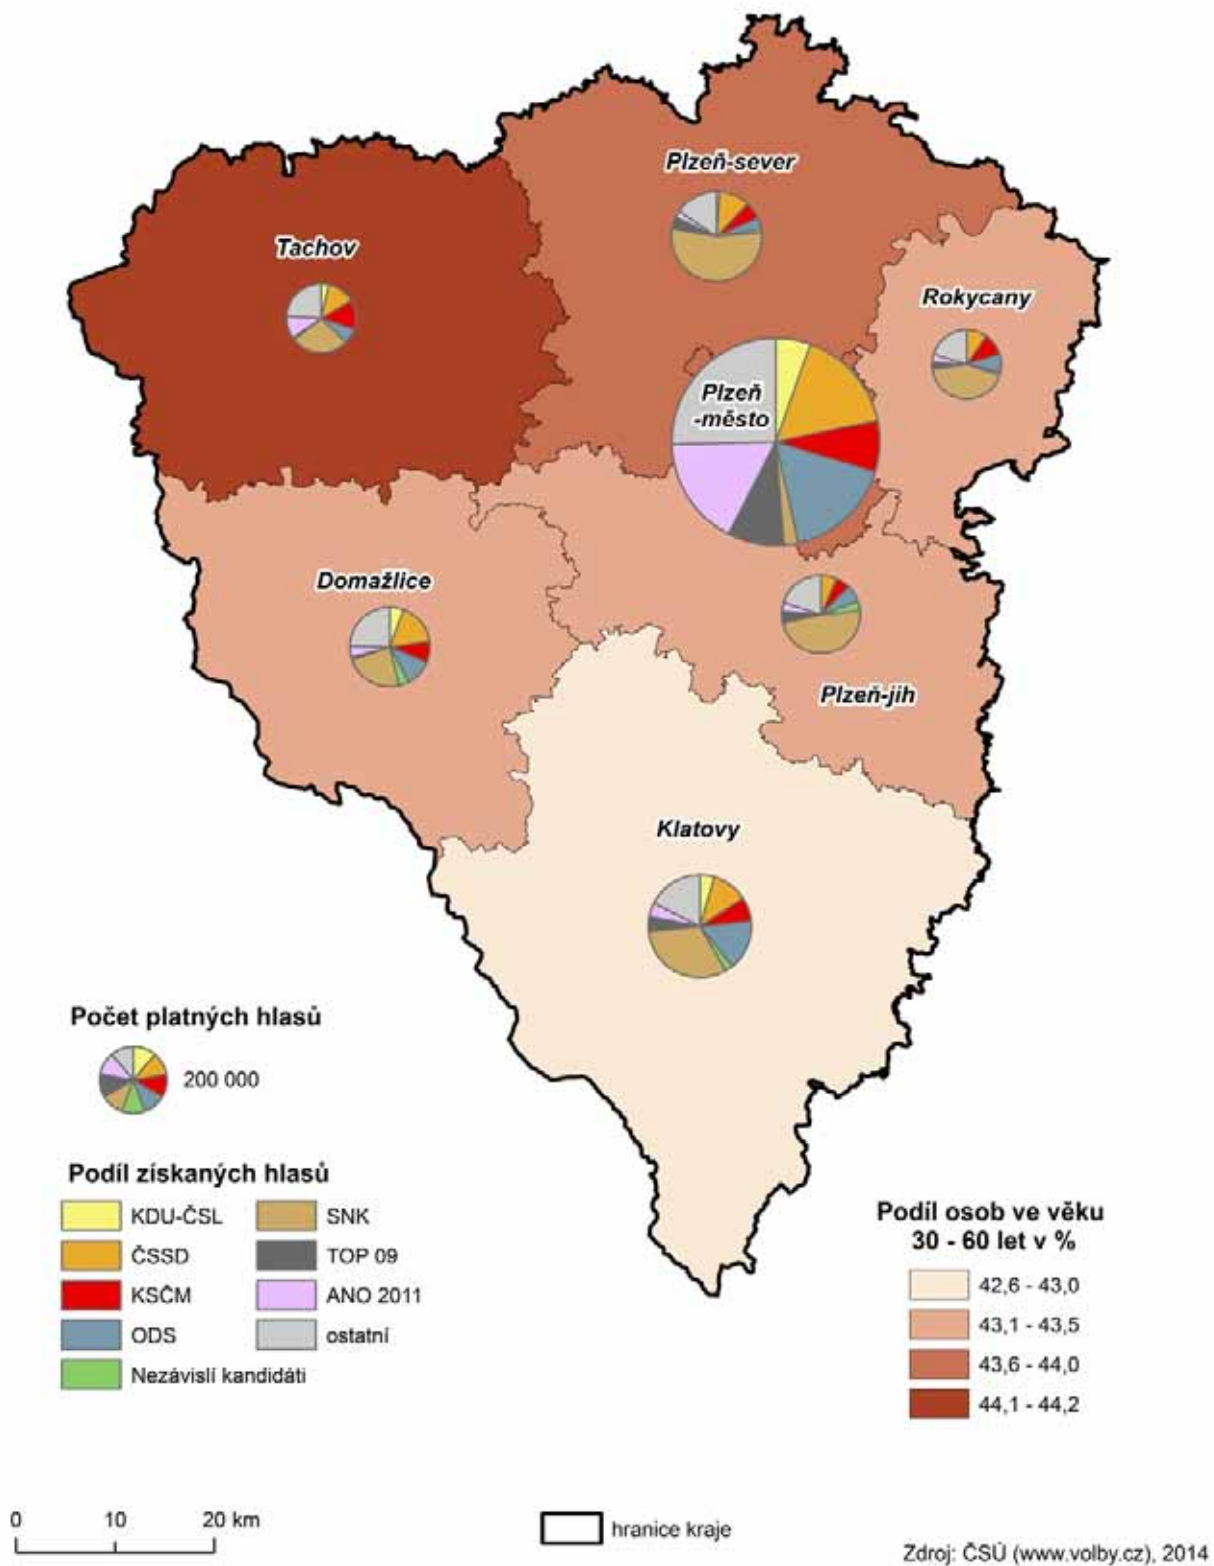 Plzeň-sever
Tachov
Rokycany
Plzeň
-město
Domažlice
Plzeň-jih
Klatovy
Počet platných hlasů
200 000
Podíl získaných hlasů
KDU-ČSL
SNK
ČSSD
TOP 09
KSČM
ANO 2011
ODS
ostatní
Nezávislí kandidáti
Podíl osob ve věku
30 - 60 let v %
42,6 - 43,0
43,1 - 43,5
43,6 - 44,0
44,1 - 44,2
0 10 20 km
hranice kraje
Zdroj: ČSÚ (www.volby.cz), 2014